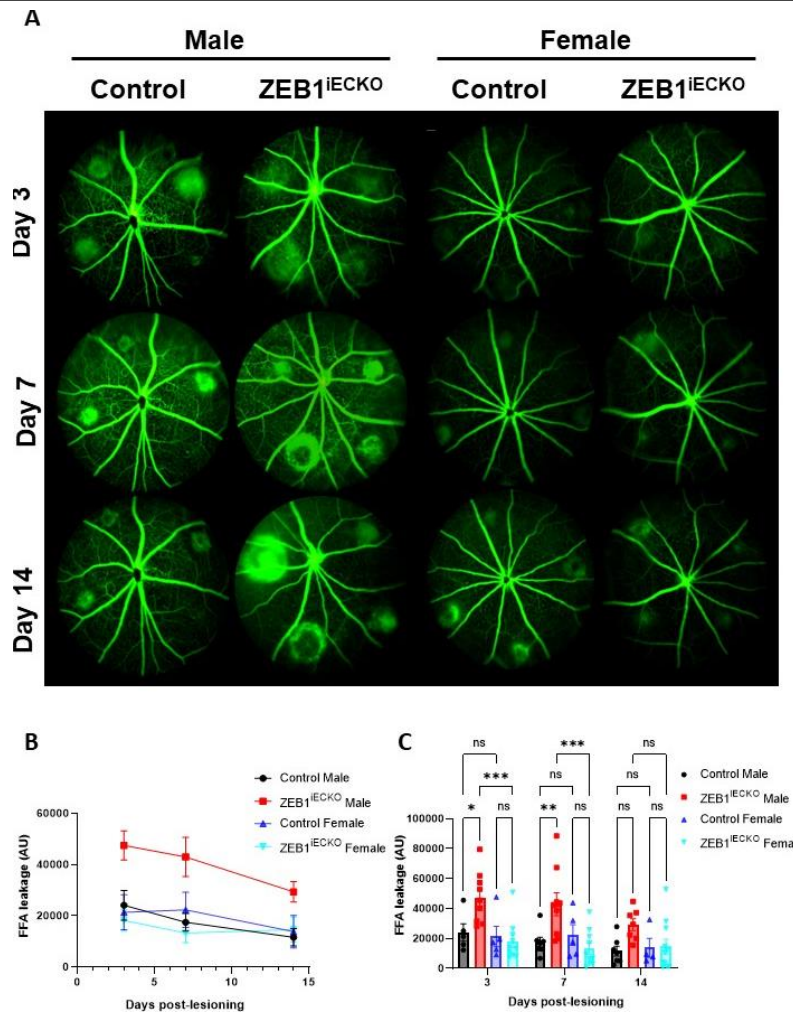 A
Male Female
Control ZEB1iECKO Control ZEB1iECKO
Day 3
Day 7
Day 14
B
Control Male
ZEB1iECKO Male
Control Female
ZEB1iECKO Female
FFA leakage (AU)
60000
40000
20000
0
0 5 10 15
Days post-lesioning
C
ns *** ns
*** ns ns
* ns ** ns ns ns
Control Male
ZEB1iECKO Male
Control Female
ZEB1iECKO Fema
FFA leakage (AU)
100000
80000
60000
40000
20000
0
3 7 14
Days post-lesioning